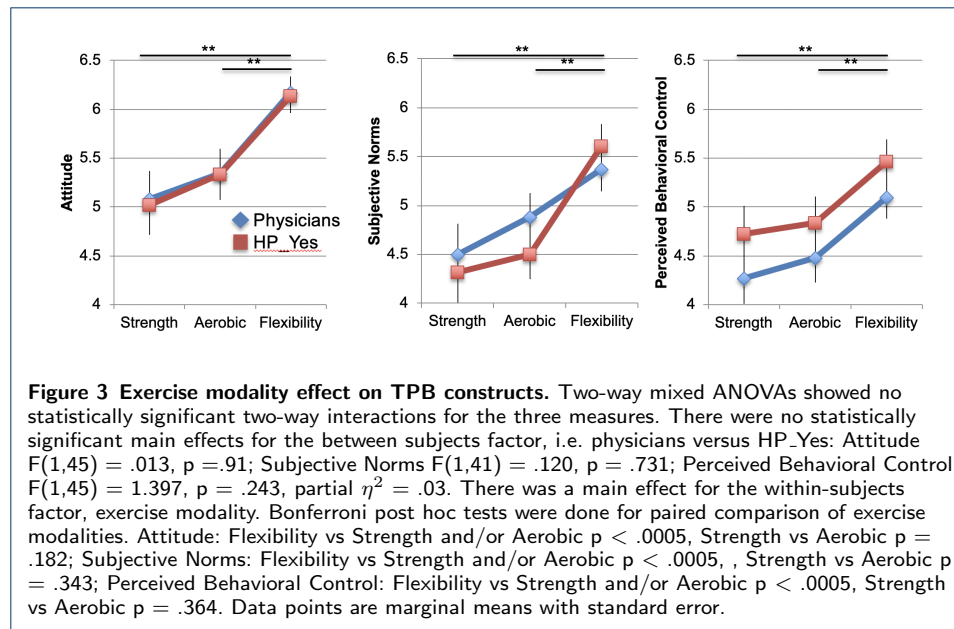 ** ** **
** ** **
6.5 6.5 6.5
6 6 6
5.5 5.5 5.5
5 5 5
4.5 4.5 4.5
4 4 4
Attitude
Subjective Norms
Perceived Behavioral Control
Physicians
HP_Yes
Strength Aerobic Flexibility Strength Aerobic Flexibility Strength Aerobic Flexibility
Figure 3 Exercise modality effect on TPB constructs. Two-way mixed ANOVAs showed no
statistically significant two-way interactions for the three measures. There were no statistically
significant main effects for the between subjects factor, i.e. physicians versus HP_Yes: Attitude
F(1,45) = .013, p =.91; Subjective Norms F(1,41) = .120, p = .731; Perceived Behavioral Control
F(1,45) = 1.397, p = .243, partial η² = .03. There was a main effect for the within-subjects
factor, exercise modality. Bonferroni post hoc tests were done for paired comparison of exercise
modalities. Attitude: Flexibility vs Strength and/or Aerobic p < .0005, Strength vs Aerobic p =
.182; Subjective Norms: Flexibility vs Strength and/or Aerobic p < .0005, , Strength vs Aerobic p
= .343; Perceived Behavioral Control: Flexibility vs Strength and/or Aerobic p < .0005, Strength
vs Aerobic p = .364. Data points are marginal means with standard error.